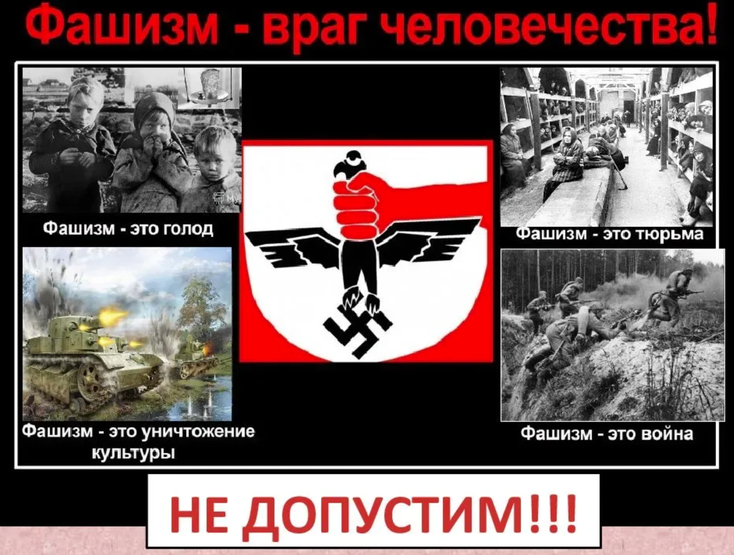 Фашизм - враг человечества!
Фашизм - это голод
Фашизм - это тюрьма
Фашизм - это уничтожение
культуры
Фашизм - это война
НЕ ДОПУСТИМ!!!